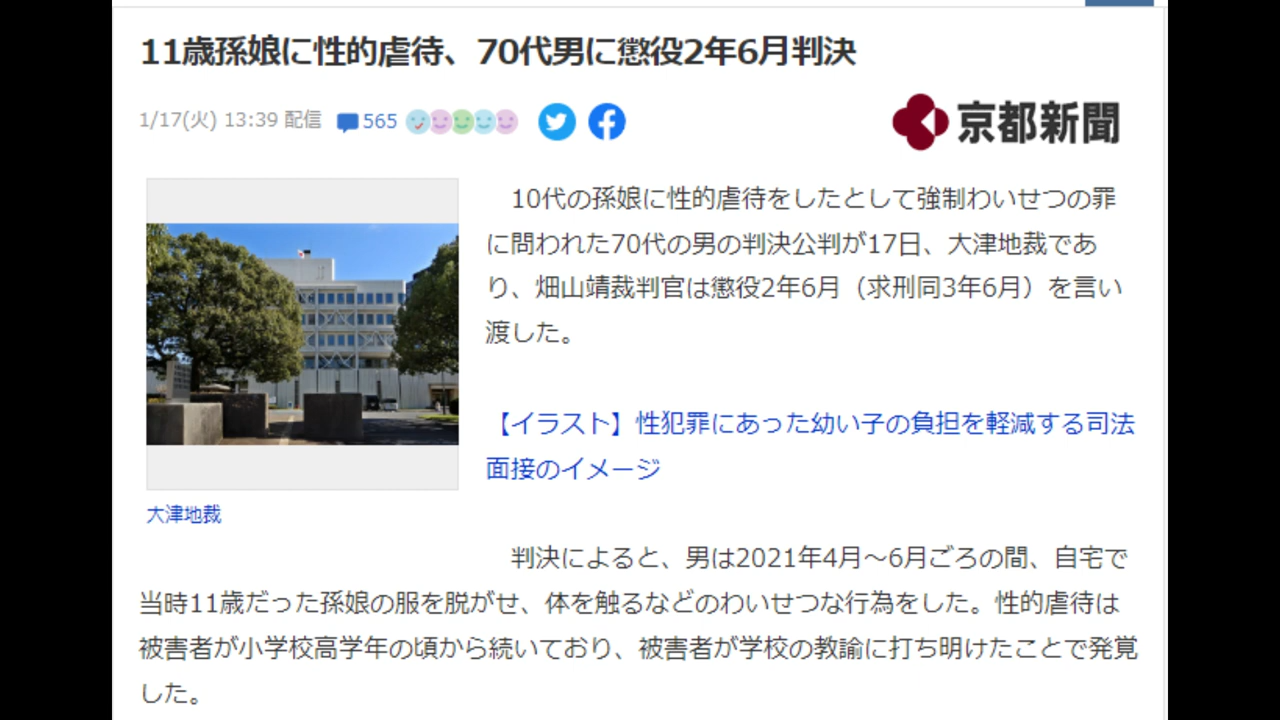 11歳孫娘に性的虐待、70代男に懲役2年6月判決
1/17(火) 13:39 配信
565
京都新聞
10代の孫娘に性的虐待をしたとして強制わいせつの罪
に問われた70代の男の判決公判が17日、大津地裁であ
り、畑山靖裁判官は懲役2年6月（求刑同3年6月）を言い
渡した。
【イラスト】性犯罪にあった幼い子の負担を軽減する司法
面接のイメージ
大津地裁
判決によると、男は2021年4月〜6月ごろの間、自宅で
当時11歳だった孫娘の服を脱がせ、体を触るなどのわいせつな行為をした。性的虐待は
被害者が小学校高学年の頃から続いており、被害者が学校の教諭に打ち明けたことで発覚
した。